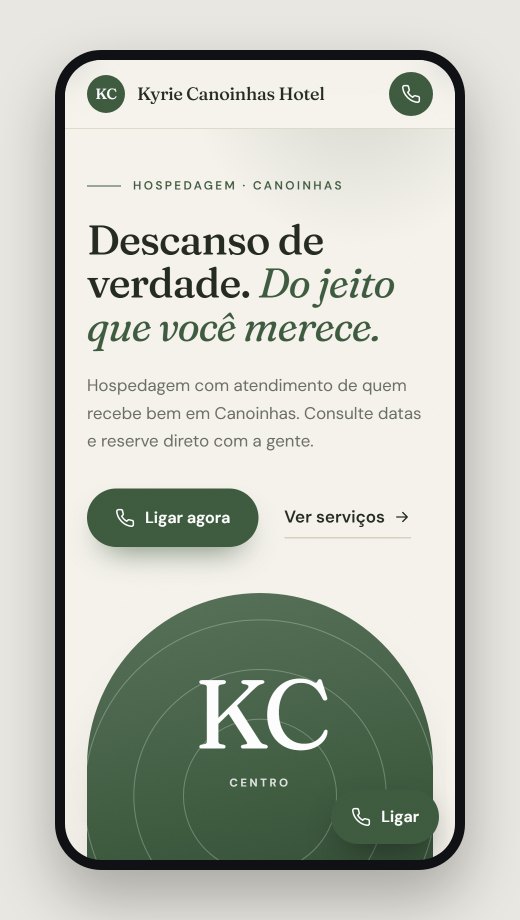 KC Kyrie Canoinhas Hotel
HOSPEDAGEM · CANOINHAS
Descanso de
verdade. Do jeito
que você merece.
Hospedagem com atendimento de quem
recebe bem em Canoinhas. Consulte datas
e reserve direto com a gente.
Ligar agora
Ver serviços →
KC
CENTRO
Ligar